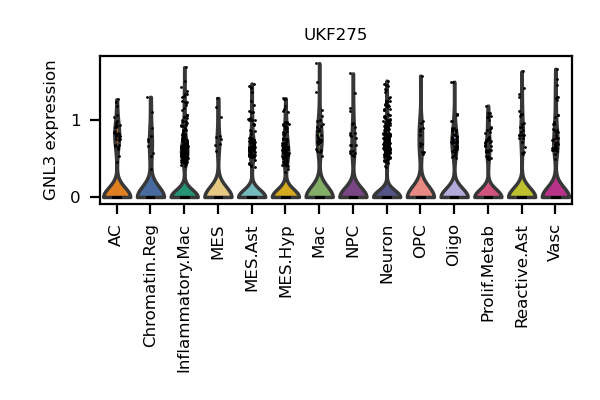 UKF275
GNL3 expression
1
0
AC
Chromatin.Reg
Inflammatory.Mac
MES
MES.Ast
MES.Hyp
Mac
NPC
Neuron
OPC
Oligo
Prolif.Metab
Reactive.Ast
Vasc